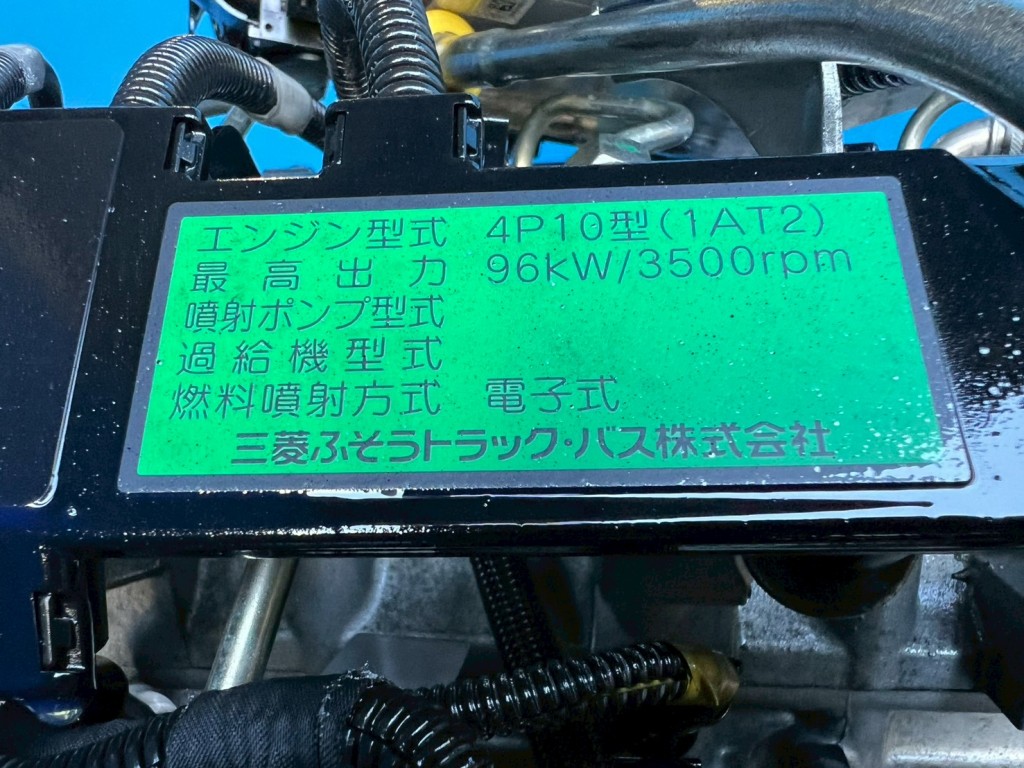 エンジン型式 4P10型(1AT2)
最高出力 96kW/3500rpm
噴射ポンプ型式
過給機型式
燃料噴射方式 電子式
三菱ふそうトラック・バス株式会社